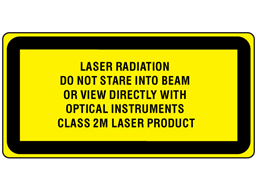 LASER RADIATION
DO NOT STARE INTO BEAM
OR VIEW DIRECTLY WITH
OPTICAL INSTRUMENTS
CLASS 2M LASER PRODUCT